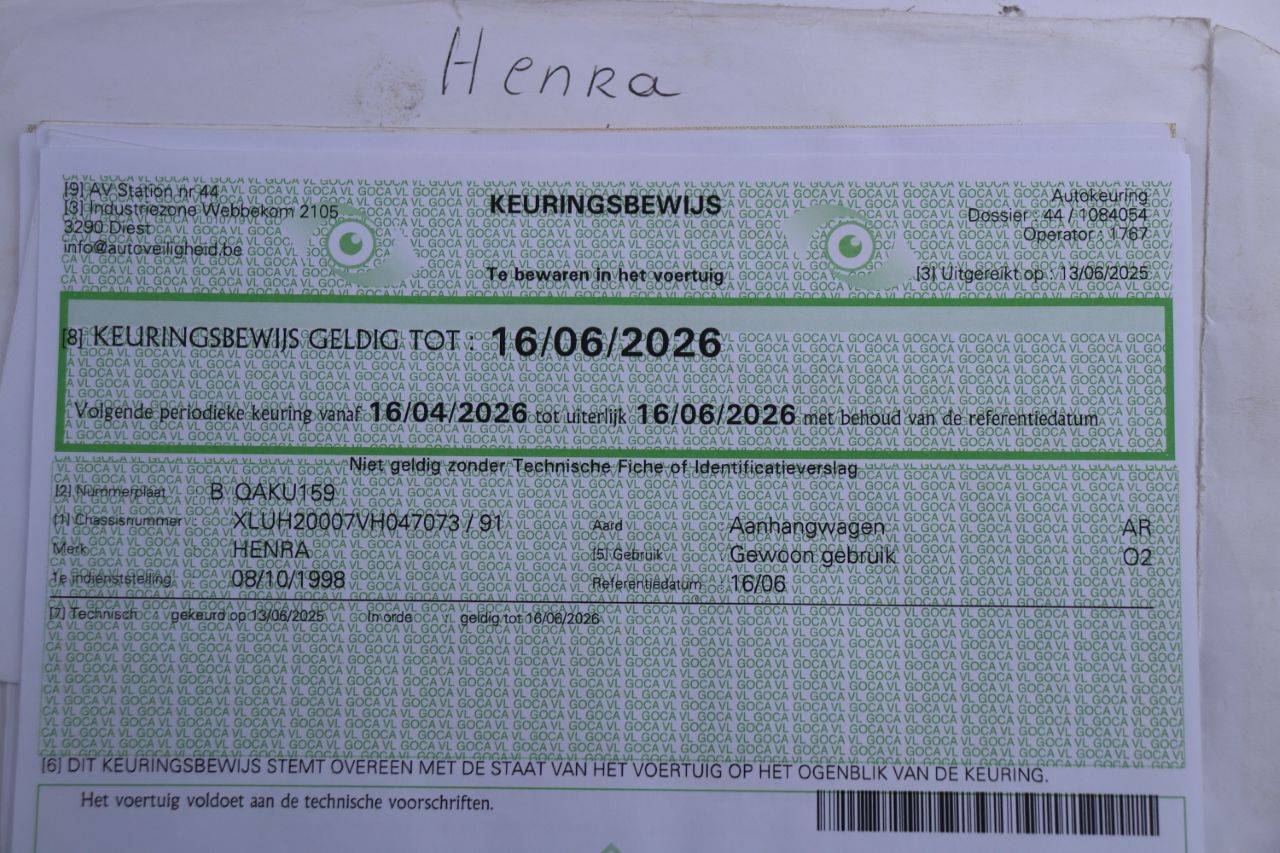 Henra
[9] AV Station nr 44
[3] Industriezone Webbekom 2105
3290 Diest
info@autoveiligheid.be
KEURINGSBEWIJS
Te bewaren in het voertuig
Autokeuring
Dossier : 44 / 1084054
Operator : 1767
[3] Uitgereikt op : 13/06/2025
[8] KEURINGSBEWIJS GELDIG TOT : 16/06/2026
Volgende periodieke keuring vanaf 16/04/2026 tot uiterlijk 16/06/2026 met behoud van de referentiedatum
Niet geldig zonder Technische Fiche of Identificatieverslag
[2] Nummerplaat : B QAKU159
[1] Chassisnummer : XLUH20007VH047073 / 91 Aard : Aanhangwagen AR
Merk : HENRA [5] Gebruik : Gewoon gebruik O2
1e indienststelling : 08/10/1998 Referentiedatum : 16/06
[7] Technisch gekeurd op 13/06/2025 In orde geldig tot 16/06/2026
[6] DIT KEURINGSBEWIJS STEMT OVEREEN MET DE STAAT VAN HET VOERTUIG OP HET OGENBLIK VAN DE KEURING.
Het voertuig voldoet aan de technische voorschriften.